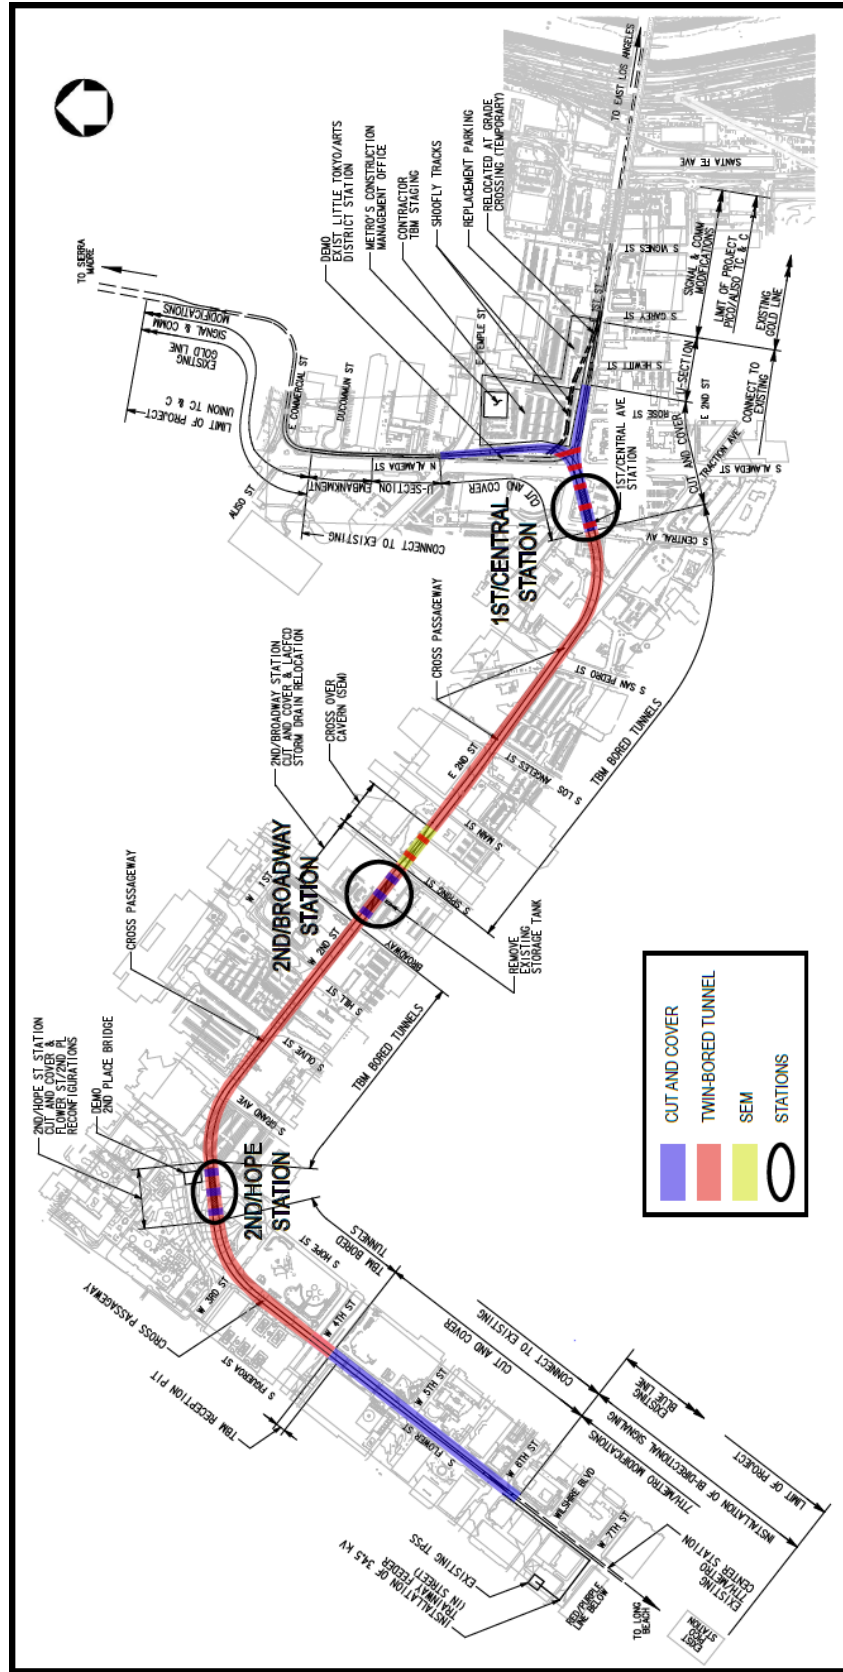 TO SIERRA
MADRE
TO EAST LOS ANGELES
SANTA FE AVE
DEMO
EXIST LITTLE TOKYO/ARTS
DISTRICT STATION
METRO'S CONSTRUCTION
MANAGEMENT OFFICE
CONTRACTOR
TBM STAGING
SHOOFLY TRACKS
REPLACEMENT PARKING
RELOCATED AT GRADE
CROSSING (TEMPORARY)
S VIGNES ST
SIGNAL & COMM
MODIFICATIONS
LIMIT OF PROJECT
PICO/ALISO TC & C
EXISTING
GOLD LINE
S GAREY ST
E TEMPLE ST
E 1ST ST
S HEWITT ST
U-SECTION
ROSE ST
E 2ND ST
CONNECT TO
EXISTING
TRACTION AVE
S ALAMEDA ST
CUT AND COVER
1ST/CENTRAL AVE
STATION
S CENTRAL AV
SIGNAL & COMM
MODIFICATIONS
EXISTING
GOLD LINE
LIMIT OF PROJECT
UNION TC & C
E COMMERCIAL ST
DUCOMMUN ST
N ALAMEDA ST
ALISO ST
EMBANKMENT
U-SECTION
CUT AND COVER
CONNECT TO EXISTING
1ST/CENTRAL
STATION
CROSS PASSAGEWAY
S SAN PEDRO ST
TBM BORED TUNNELS
S LOS ANGELES ST
E 2ND ST
S MAIN ST
2ND/BROADWAY STATION
CUT AND COVER & LACFCD
STORM DRAIN RELOCATION
CROSS OVER
CAVERN (SEM)
S SPRING ST
2ND/BROADWAY
STATION
W 1ST
W 2ND ST
BROADWAY
REMOVE
EXISTING
STORAGE TANK
CROSS PASSAGEWAY
S HILL ST
S OLIVE ST
TBM BORED TUNNELS
S GRAND AVE
2ND/HOPE ST STATION
CUT AND COVER &
FLOWER ST/2ND PL
RECONFIGURATIONS
DEMO
2ND PLACE BRIDGE
2ND/HOPE
STATION
S HOPE ST
TBM BORED
TUNNELS
W 3RD ST
CROSS PASSAGEWAY
W 4TH ST
S FIGUEROA ST
TBM RECEPTION PIT
CUT AND COVER
CONNECT TO EXISTING
W 5TH ST
S FLOWER ST
W 6TH ST
WILSHIRE BLVD
W 7TH ST
EXISTING
BLUE LINE
7TH/METRO MODIFICATIONS
INSTALLATION OF BI-DIRECTIONAL SIGNALING
LIMIT OF PROJECT
INSTALLATION OF 34.5 KV
TRAINWAY FEEDER
(IN STREET)
EXISTING TPSS
RED/PURPLE
LINE BELOW
TO LONG
BEACH
EXISTING
7TH/METRO
CENTER STATION
EXIST
PICO
STATION
CUT AND COVER
TWIN-BORED TUNNEL
SEM
STATIONS